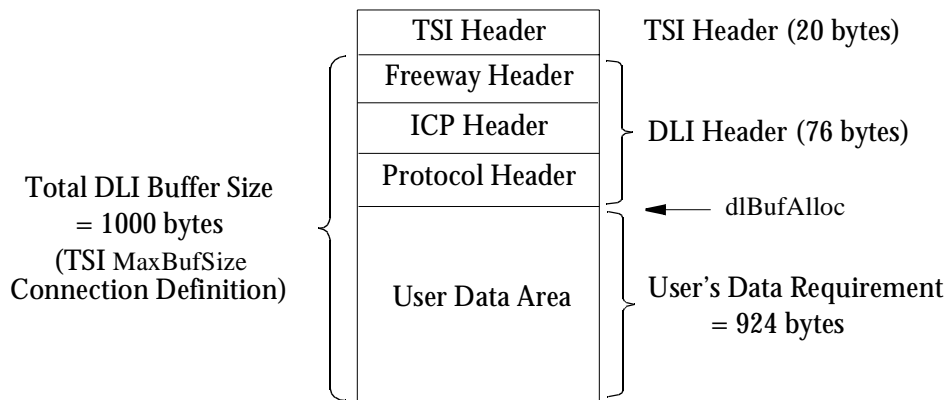 TSI Header
TSI Header (20 bytes)
Freeway Header
ICP Header
Protocol Header
DLI Header (76 bytes)
Total DLI Buffer Size
= 1000 bytes
(TSI MaxBufSize
Connection Definition)
dlBufAlloc
User Data Area
User's Data Requirement
= 924 bytes